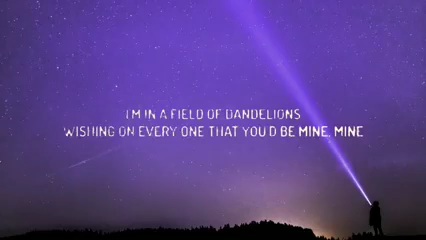 I'M IN A FIELD OF DANDELIONS
WISHING ON EVERY ONE THAT YOU'D BE MINE, MINE